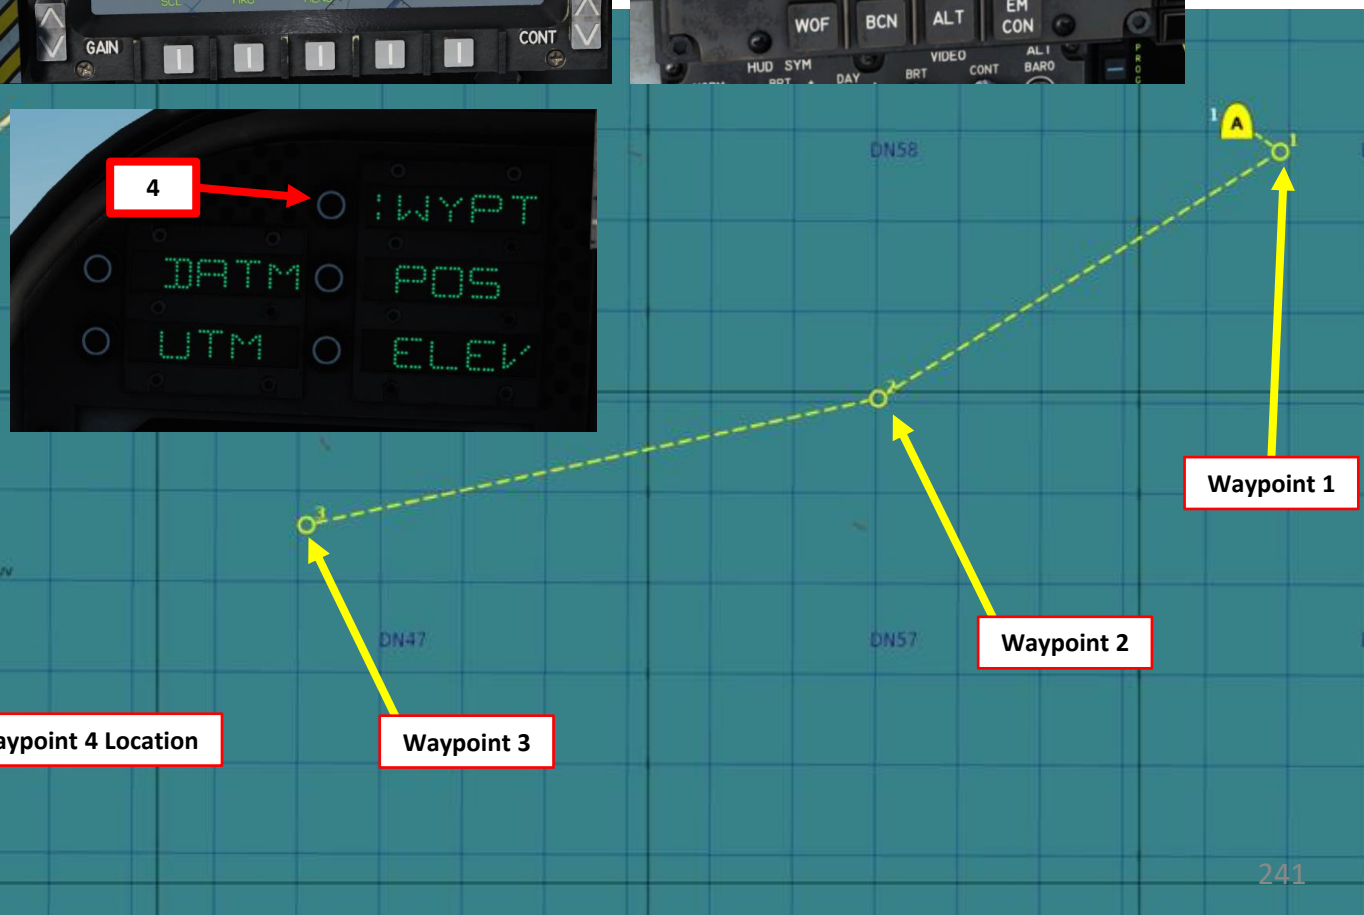 GAIN
CONT
WOF
BCN
ALT
EM
CON
HUD SYM
VIDEO
BRT
CONT
ALT
BARO
DAY
P
R
O
G
4
:WYPT
DATM
POS
UTM
ELEV
DN58
1
A
1
2
3
Waypoint 1
DN47
DN57
Waypoint 2
aypoint 4 Location
Waypoint 3
241